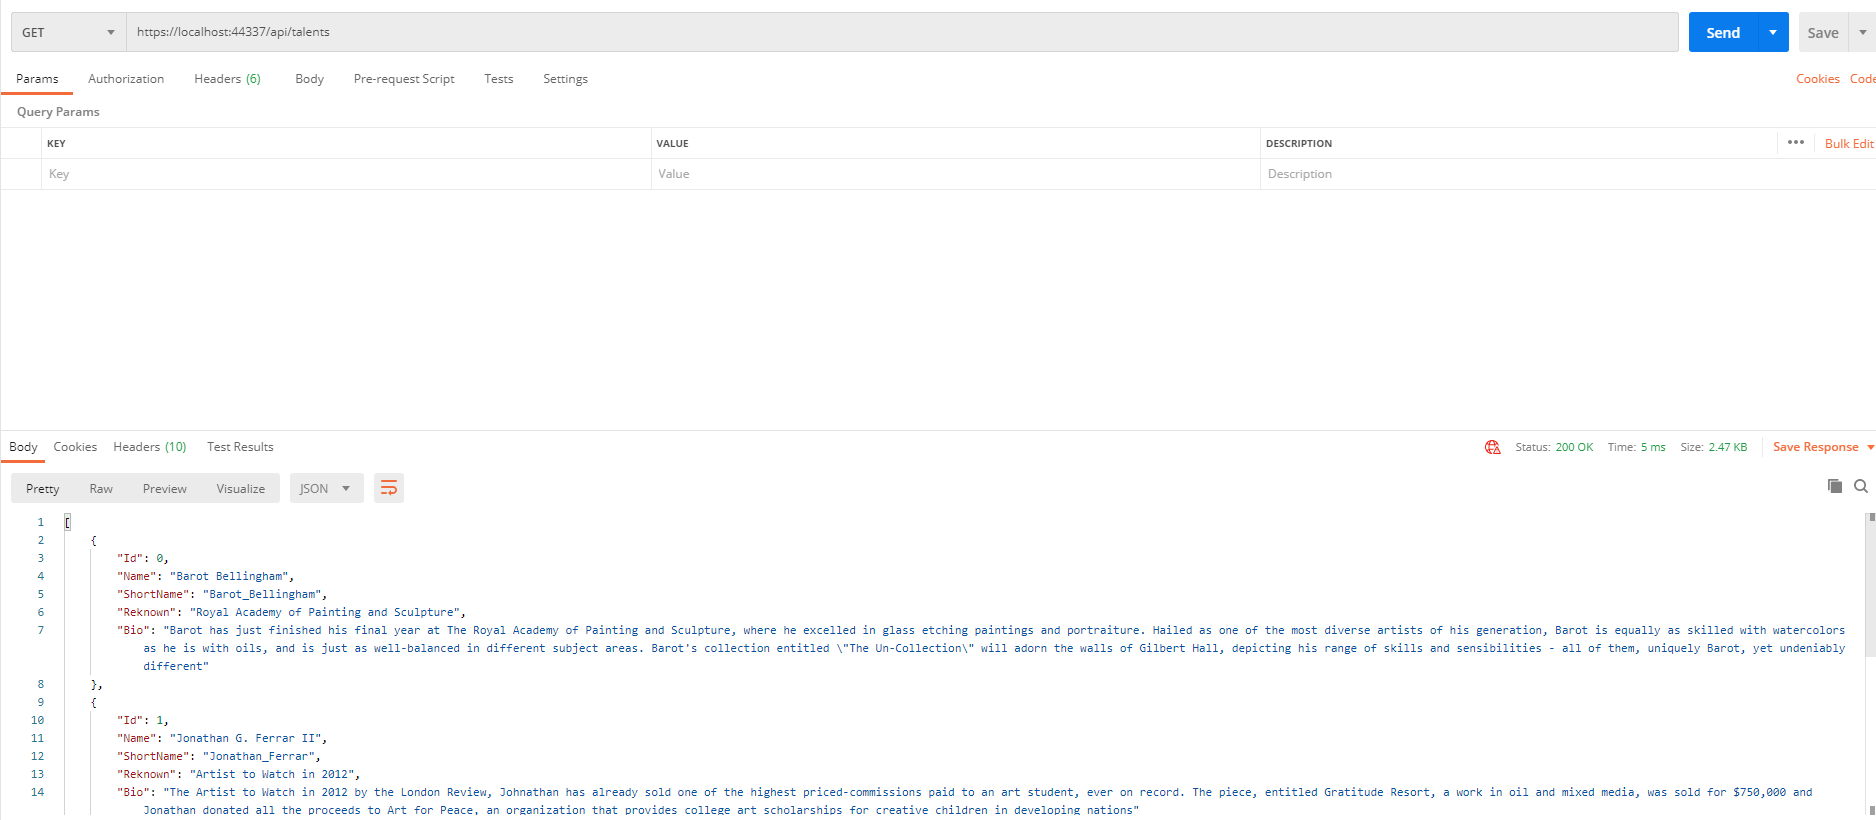 GET https://localhost:44337/api/talents Send Save
Params Authorization Headers (6) Body Pre-request Script Tests Settings Cookies Code
Query Params
KEY VALUE DESCRIPTION ••• Bulk Edit
Key Value Description
Body Cookies Headers (10) Test Results Status: 200 OK Time: 5 ms Size: 2.47 KB Save Response
Pretty Raw Preview Visualize JSON
1 [
2 {
3 "Id": 0,
4 "Name": "Barot Bellingham",
5 "ShortName": "Barot_Bellingham",
6 "Reknown": "Royal Academy of Painting and Sculpture",
7 "Bio": "Barot has just finished his final year at The Royal Academy of Painting and Sculpture, where he excelled in glass etching paintings and portraiture. Hailed as one of the most diverse artists of his generation, Barot is equally as skilled with watercolors
as he is with oils, and is just as well-balanced in different subject areas. Barot's collection entitled \"The Un-Collection\" will adorn the walls of Gilbert Hall, depicting his range of skills and sensibilities - all of them, uniquely Barot, yet undeniably
different"
8 },
9 {
10 "Id": 1,
11 "Name": "Jonathan G. Ferrar II",
12 "ShortName": "Jonathan_Ferrar",
13 "Reknown": "Artist to Watch in 2012",
14 "Bio": "The Artist to Watch in 2012 by the London Review, Johnathan has already sold one of the highest priced-commissions paid to an art student, ever on record. The piece, entitled Gratitude Resort, a work in oil and mixed media, was sold for $750,000 and
Jonathan donated all the proceeds to Art for Peace, an organization that provides college art scholarships for creative children in developing nations"